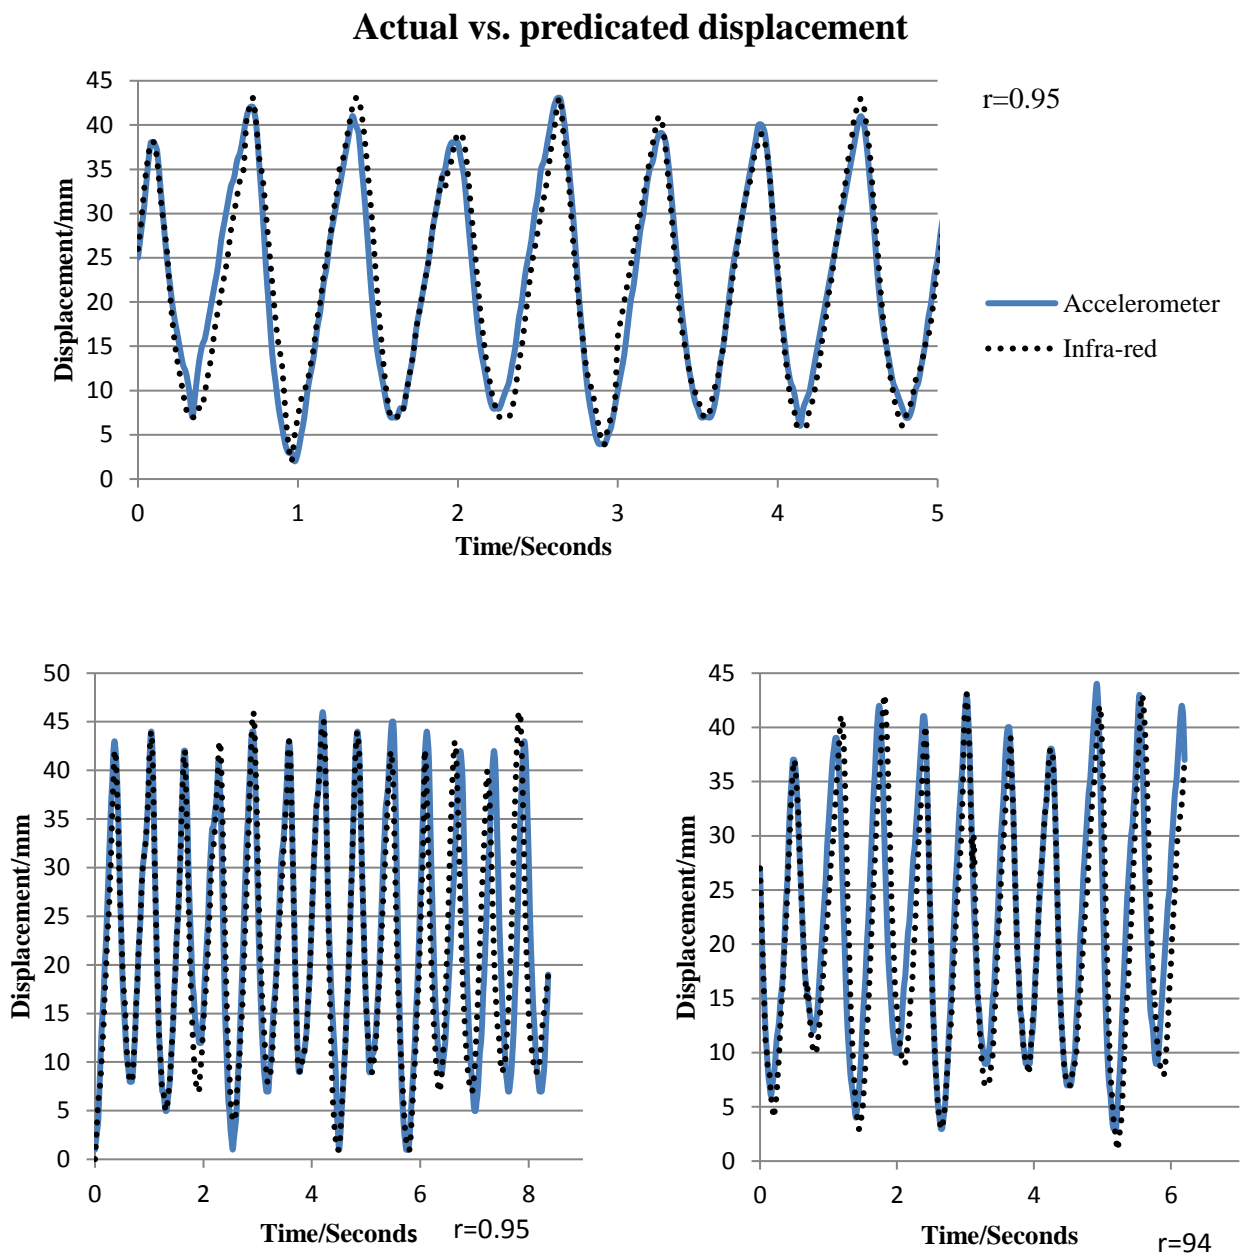 Actual vs. predicated displacement
r=0.95
45
40
35
30
25
20
15
10
5
0
Displacement/mm
0 1 2 3 4 5
Time/Seconds
Accelerometer
Infra-red
50
45
40
35
30
25
20
15
10
5
0
Displacement/mm
0 2 4 6 8
Time/Seconds r=0.95
45
40
35
30
25
20
15
10
5
0
Displacement/mm
0 2 4 6
Time/Seconds r=94